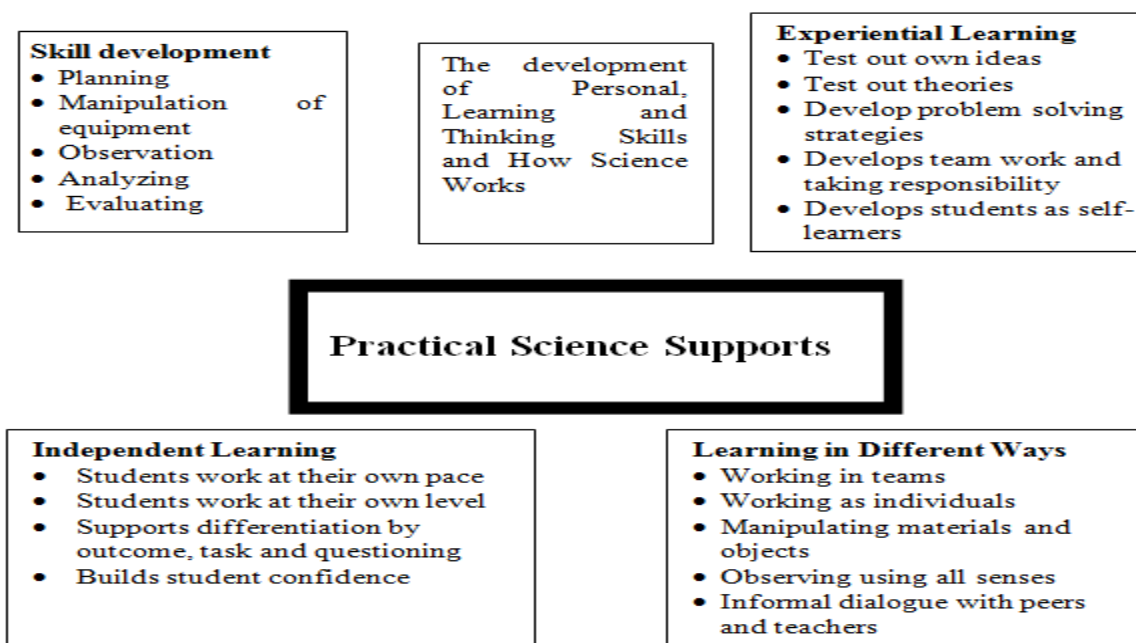 Skill development
• Planning
• Manipulation of
equipment
• Observation
• Analyzing
• Evaluating
The development
of Personal,
Learning and
Thinking Skills
and How Science
Works
Experiential Learning
• Test out own ideas
• Test out theories
• Develop problem solving
strategies
• Develops team work and
taking responsibility
• Develops students as self-
learners
Practical Science Supports
Independent Learning
• Students work at their own pace
• Students work at their own level
• Supports differentiation by
outcome, task and questioning
• Builds student confidence
Learning in Different Ways
• Working in teams
• Working as individuals
• Manipulating materials and
objects
• Observing using all senses
• Informal dialogue with peers
and teachers